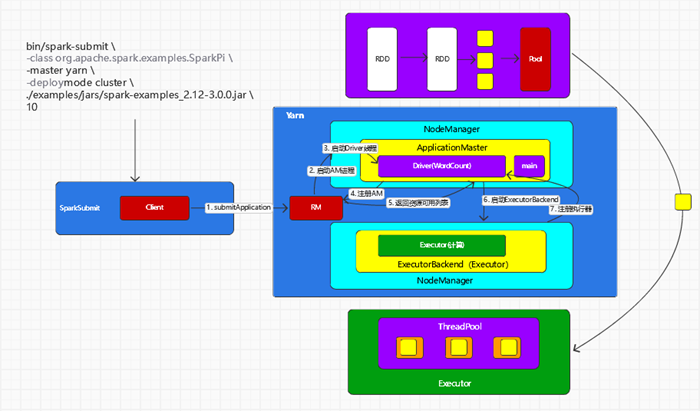 bin/spark-submit \
-class org.apache.spark.examples.SparkPi \
-master yarn \
-deploymode cluster \
./examples/jars/spark-examples_2.12-3.0.0.jar \
10
RDD
RDD
Pool
Yarn
NodeManager
ApplicationMaster
3. 启动Driver线程
Driver(WordCount)
main
2. 启动AM进程
4. 注册AM
6. 启动ExecutorBackend
SparkSubmit
Client
1. submitApplication
RM
5. 返回资源可用列表
7. 注册执行器
Executor(计算)
ExecutorBackend（Executor）
NodeManager
ThreadPool
Executor